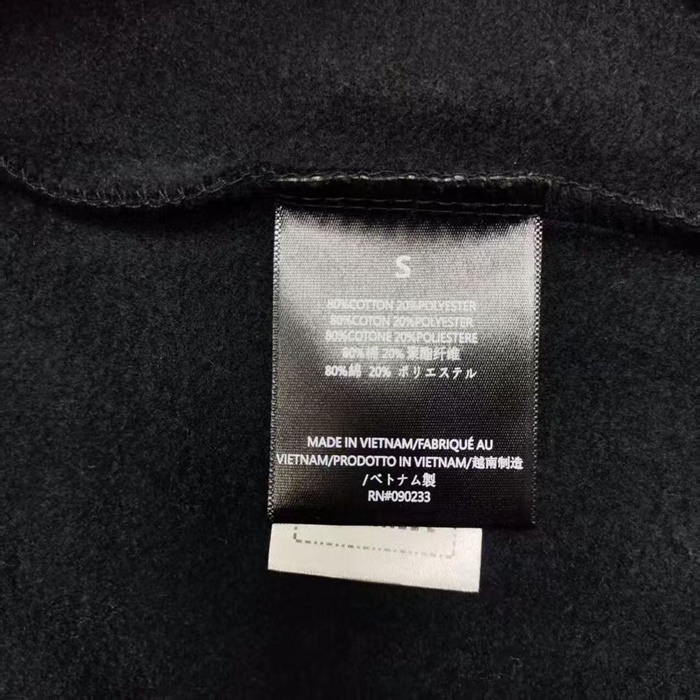 S
80%COTTON 20%POLYESTER
80%COTON 20%POLYESTER
80%COTONE 20%POLIESTERE
80% 棉 20% 聚酯纤维
80%綿 20% ポリエステル
MADE IN VIETNAM/FABRIQUÉ AU
VIETNAM/PRODOTTO IN VIETNAM/越南制造
/ベトナム製
RN#090233